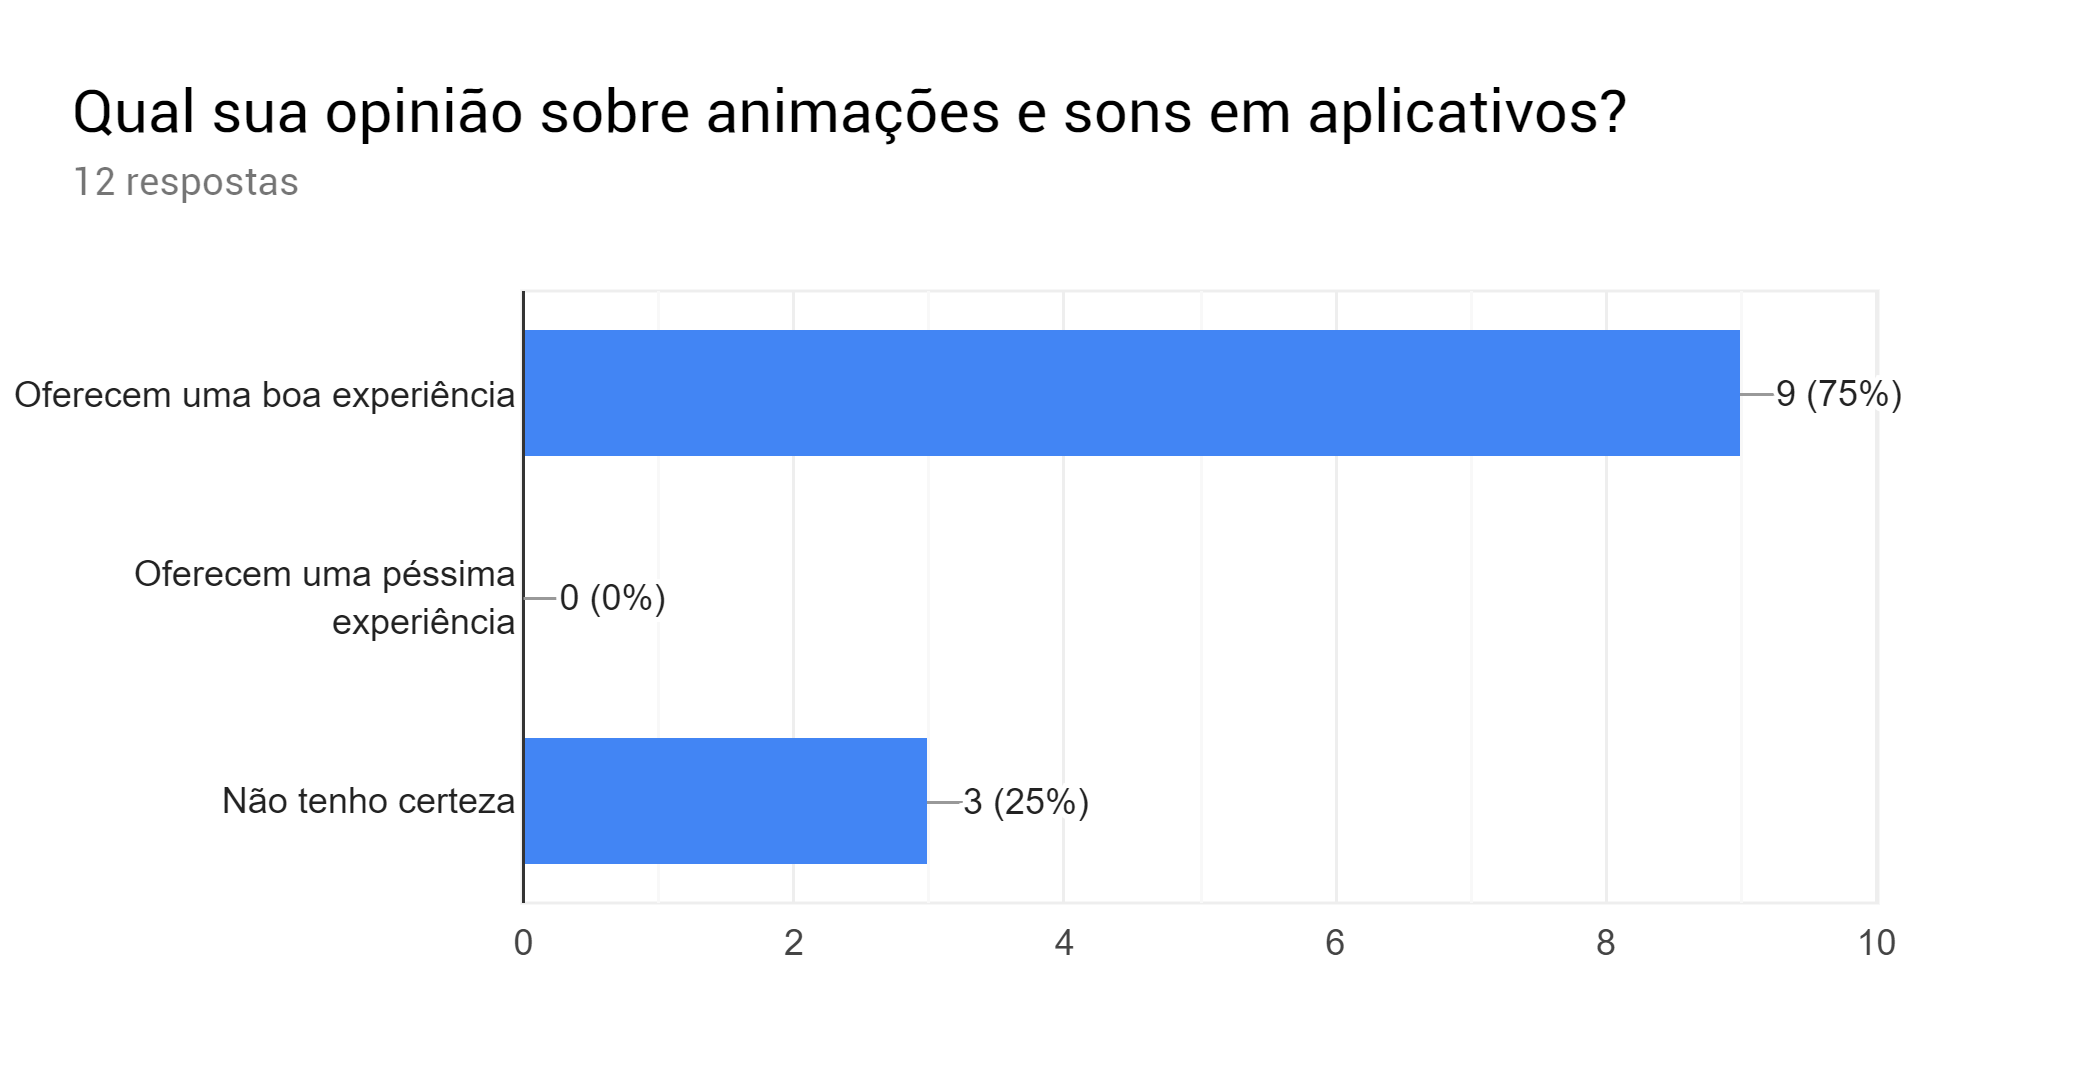 Qual sua opinião sobre animações e sons em aplicativos?
12 respostas
Oferecem uma boa experiência
9 (75%)
Oferecem uma péssima
experiência
0 (0%)
Não tenho certeza
3 (25%)
0 2 4 6 8 10